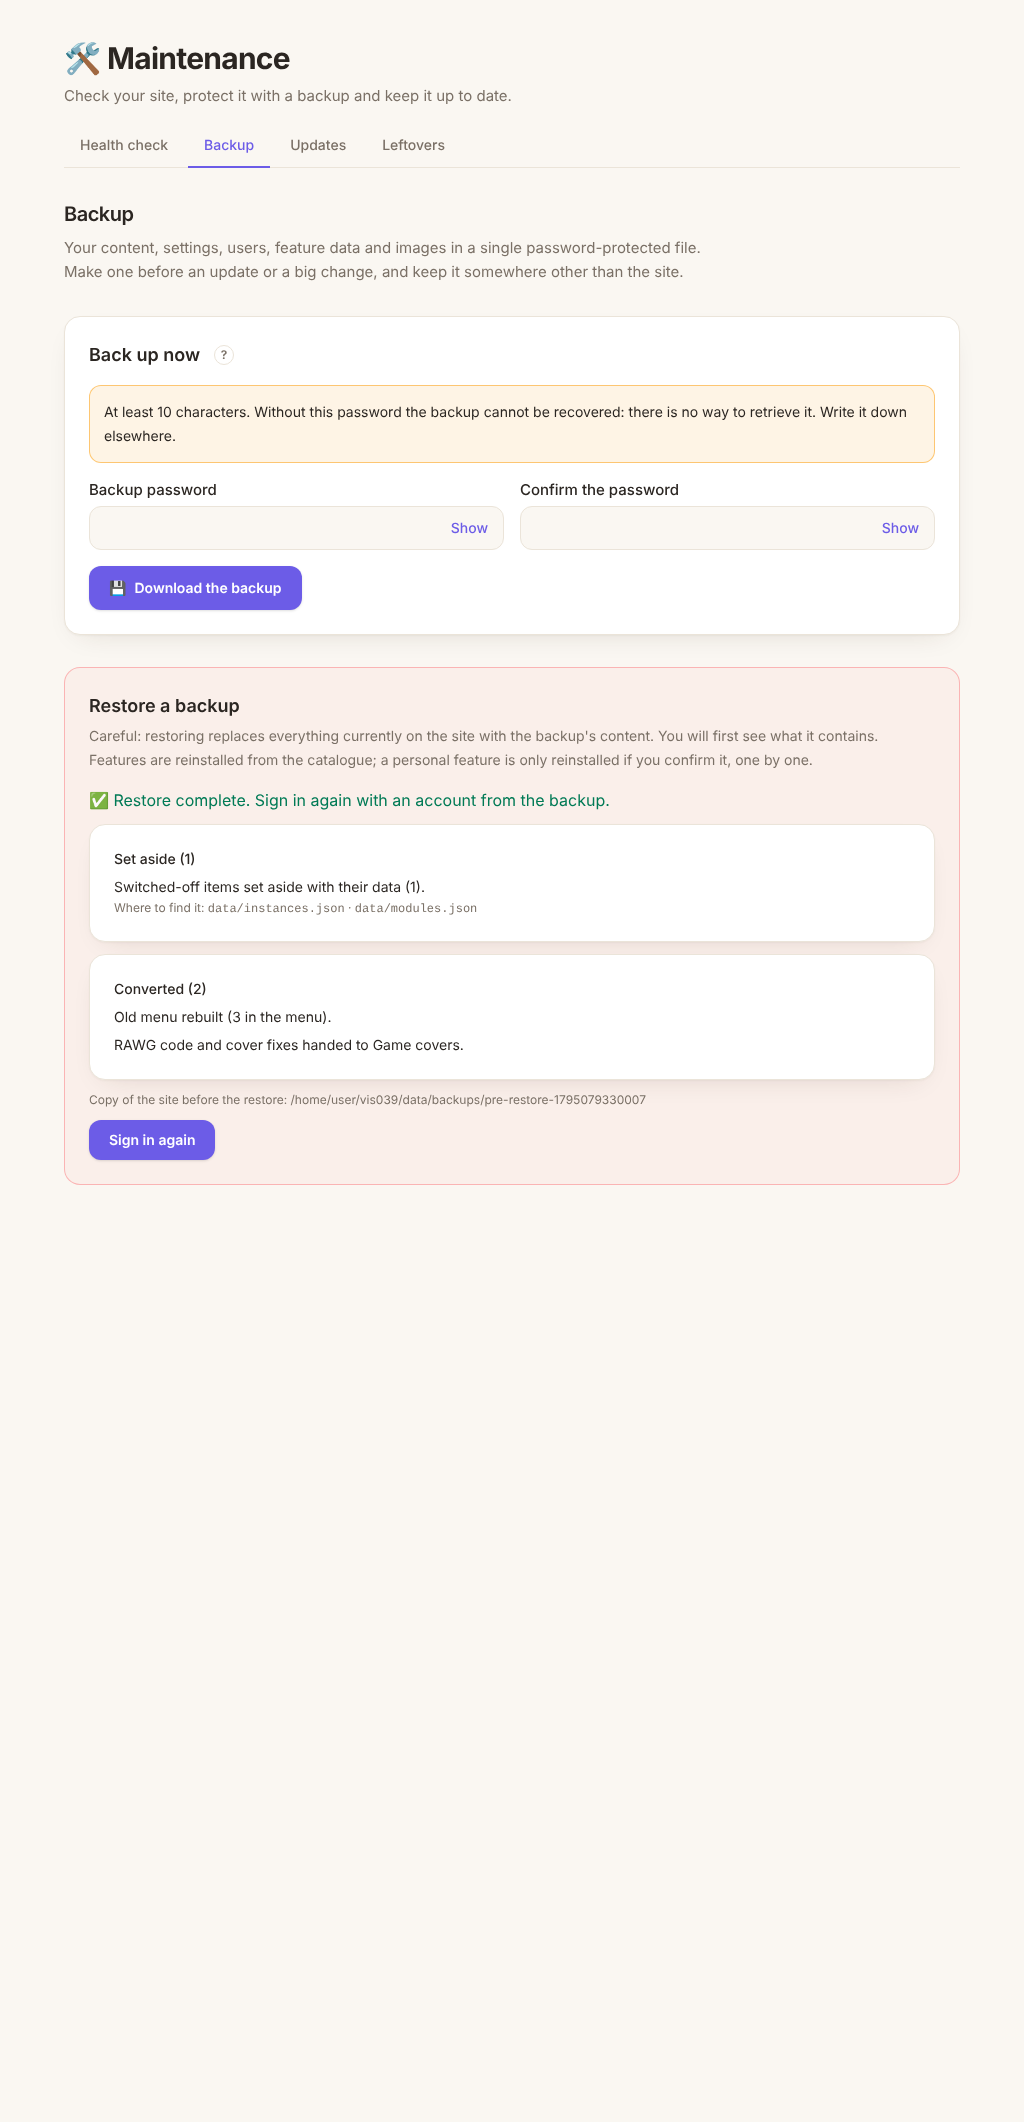 🛠️ Maintenance
Check your site, protect it with a backup and keep it up to date.
Health check Backup Updates Leftovers
Backup
Your content, settings, users, feature data and images in a single password-protected file.
Make one before an update or a big change, and keep it somewhere other than the site.
Back up now ?
At least 10 characters. Without this password the backup cannot be recovered: there is no way to retrieve it. Write it down
elsewhere.
Backup password Confirm the password
Show Show
💾 Download the backup
Restore a backup
Careful: restoring replaces everything currently on the site with the backup's content. You will first see what it contains.
Features are reinstalled from the catalogue; a personal feature is only reinstalled if you confirm it, one by one.
✅ Restore complete. Sign in again with an account from the backup.
Set aside (1)
Switched-off items set aside with their data (1).
Where to find it: data/instances.json · data/modules.json
Converted (2)
Old menu rebuilt (3 in the menu).
RAWG code and cover fixes handed to Game covers.
Copy of the site before the restore: /home/user/vis039/data/backups/pre-restore-1795079330007
Sign in again